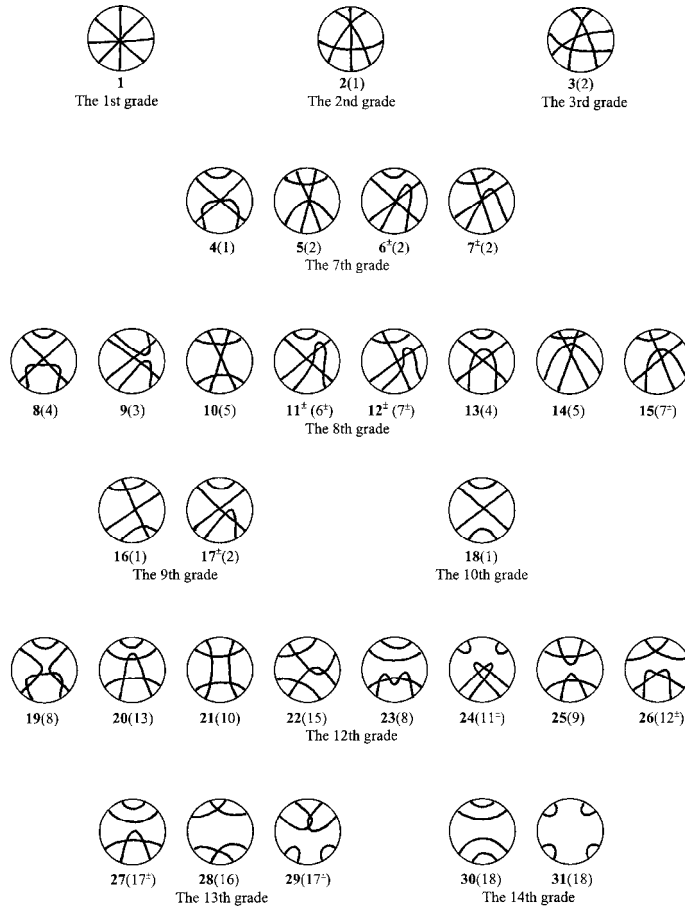 1 2(1) 3(2)
The 1st grade The 2nd grade The 3rd grade
4(1) 5(2) 6±(2) 7±(2)
The 7th grade
8(4) 9(3) 10(5) 11±(6±) 12±(7±) 13(4) 14(5) 15(7±)
The 8th grade
16(1) 17±(2) 18(1)
The 9th grade The 10th grade
19(8) 20(13) 21(10) 22(15) 23(8) 24(11±) 25(9) 26(12±)
The 12th grade
27(17±) 28(16) 29(17±) 30(18) 31(18)
The 13th grade The 14th grade